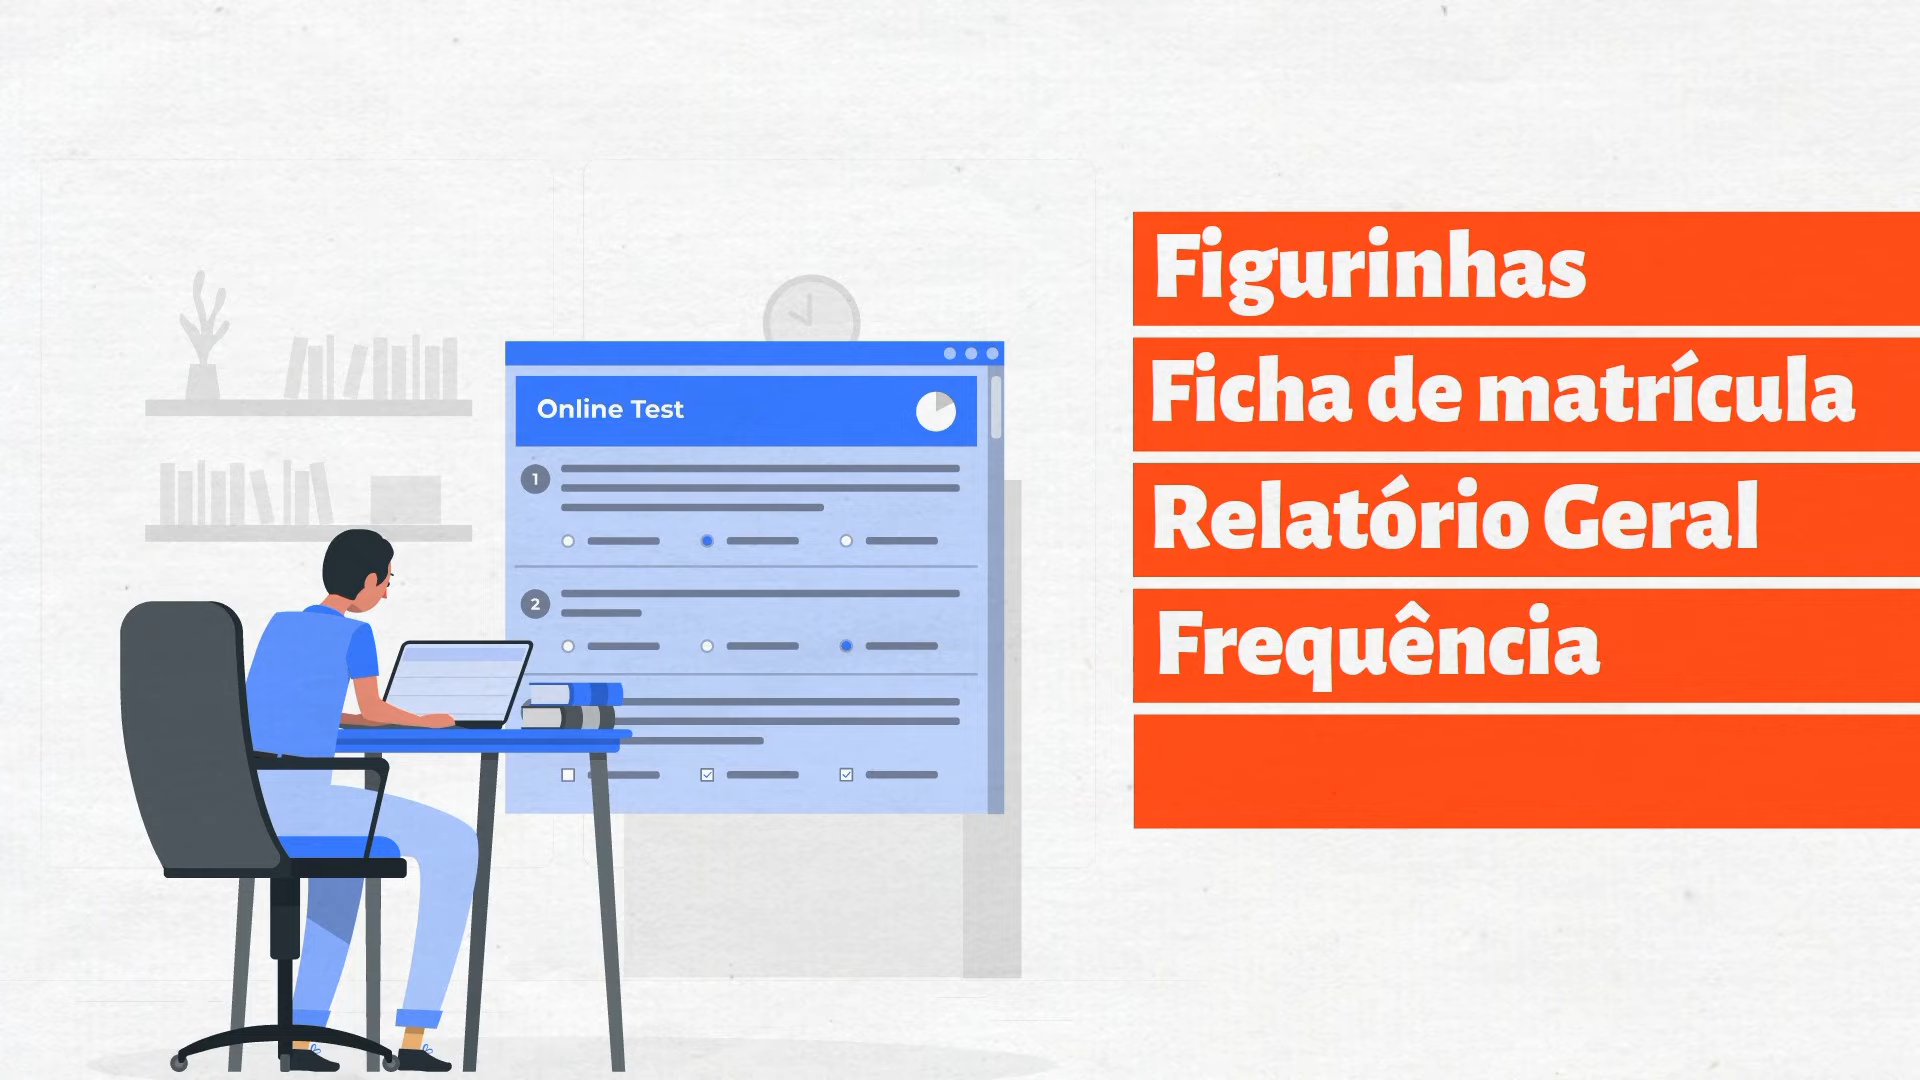 Online Test
1
2
Figurinhas
Ficha de matrícula
Relatório Geral
Frequência